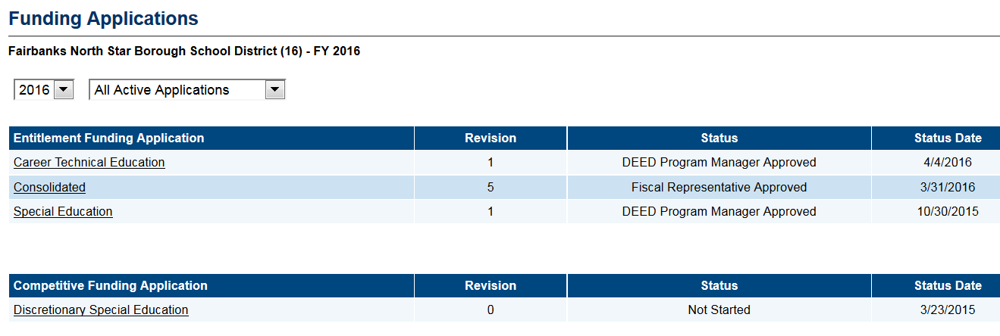 Funding Applications
Fairbanks North Star Borough School District (16) - FY 2016
2016 All Active Applications
Entitlement Funding Application Revision Status Status Date
Career Technical Education 1 DEED Program Manager Approved 4/4/2016
Consolidated 5 Fiscal Representative Approved 3/31/2016
Special Education 1 DEED Program Manager Approved 10/30/2015
Competitive Funding Application Revision Status Status Date
Discretionary Special Education 0 Not Started 3/23/2015